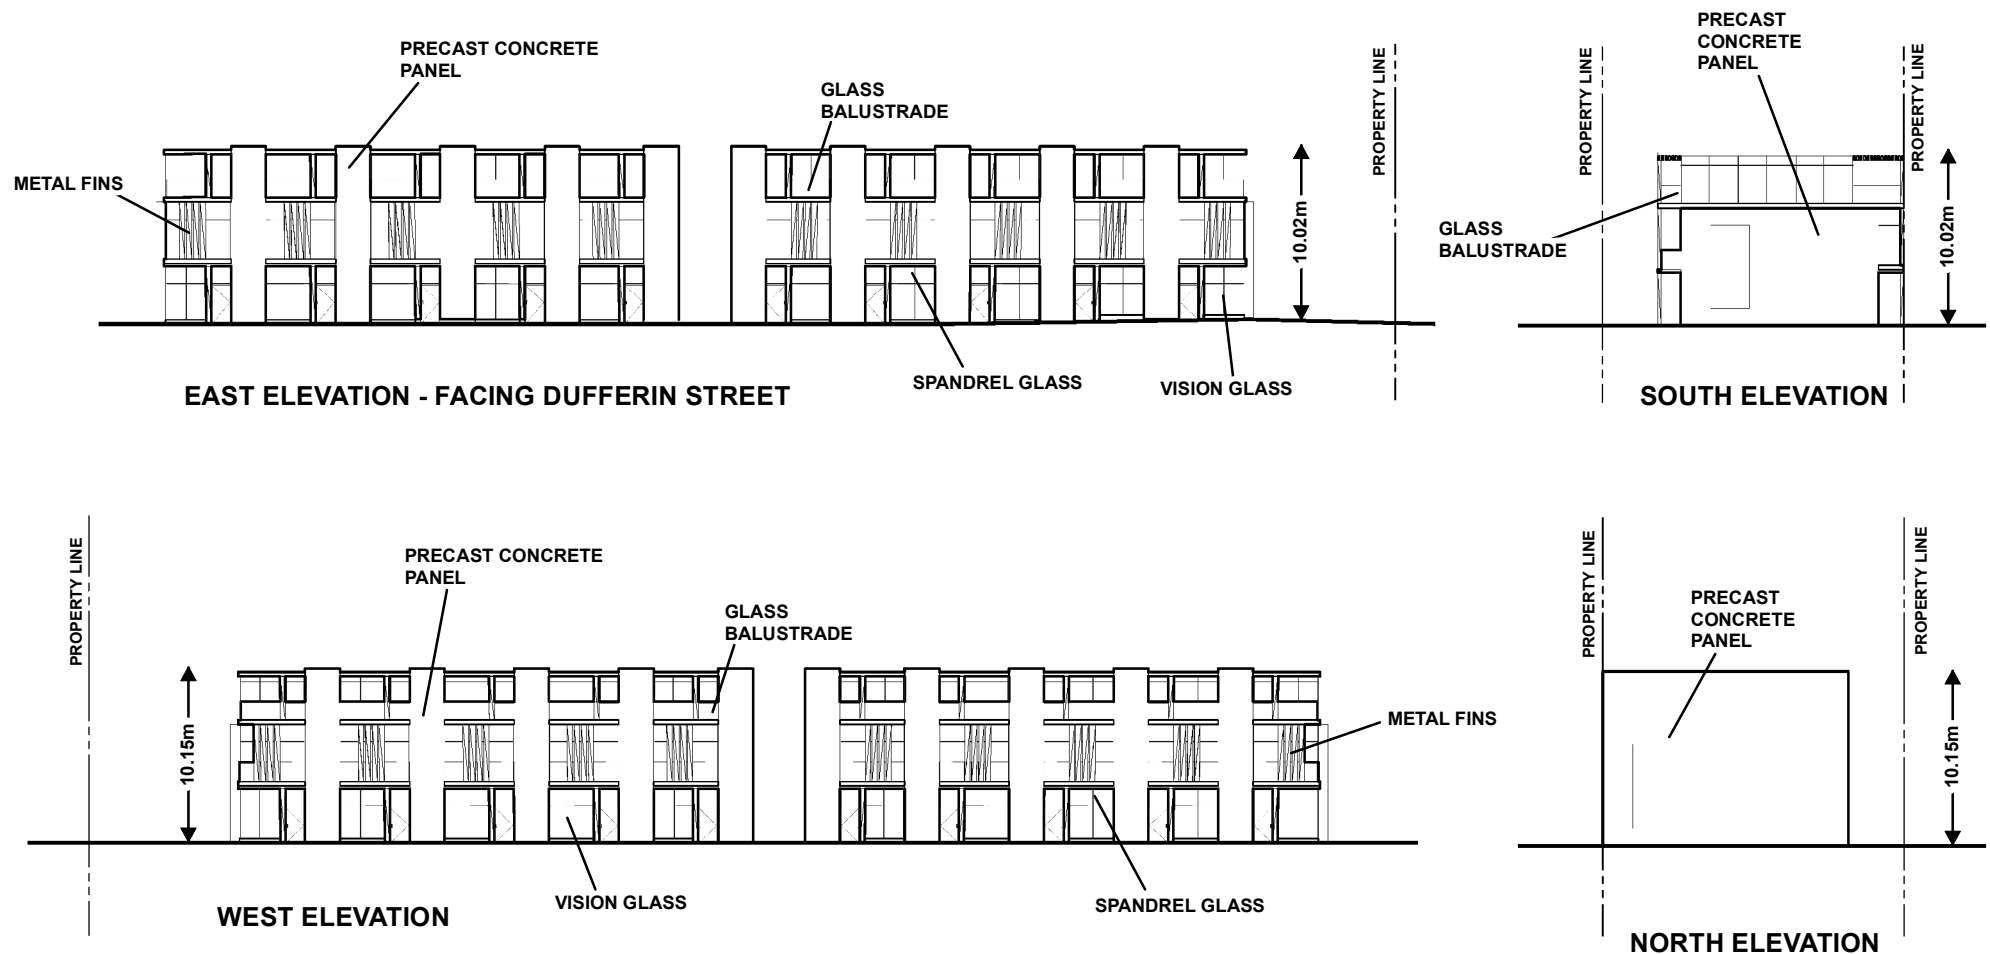 PRECAST CONCRETE
PANEL
GLASS
BALUSTRADE
METAL FINS
PROPERTY LINE
10.02m
SPANDREL GLASS
VISION GLASS
EAST ELEVATION - FACING DUFFERIN STREET
PRECAST
CONCRETE
PANEL
PROPERTY LINE
PROPERTY LINE
GLASS
BALUSTRADE
10.02m
SOUTH ELEVATION
PROPERTY LINE
PRECAST CONCRETE
PANEL
GLASS
BALUSTRADE
METAL FINS
10.15m
VISION GLASS
SPANDREL GLASS
WEST ELEVATION
PROPERTY LINE
PROPERTY LINE
PRECAST
CONCRETE
PANEL
10.15m
NORTH ELEVATION